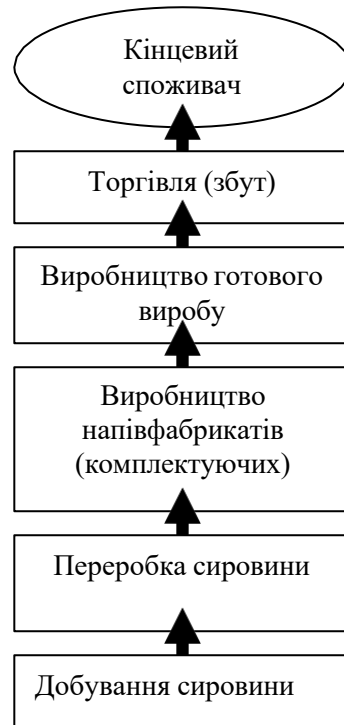 Кінцевий
споживач
Торгівля (збут)
Виробництво готового
виробу
Виробництво
напівфабрикатів
(комплектуючих)
Переробка сировини
Добування сировини